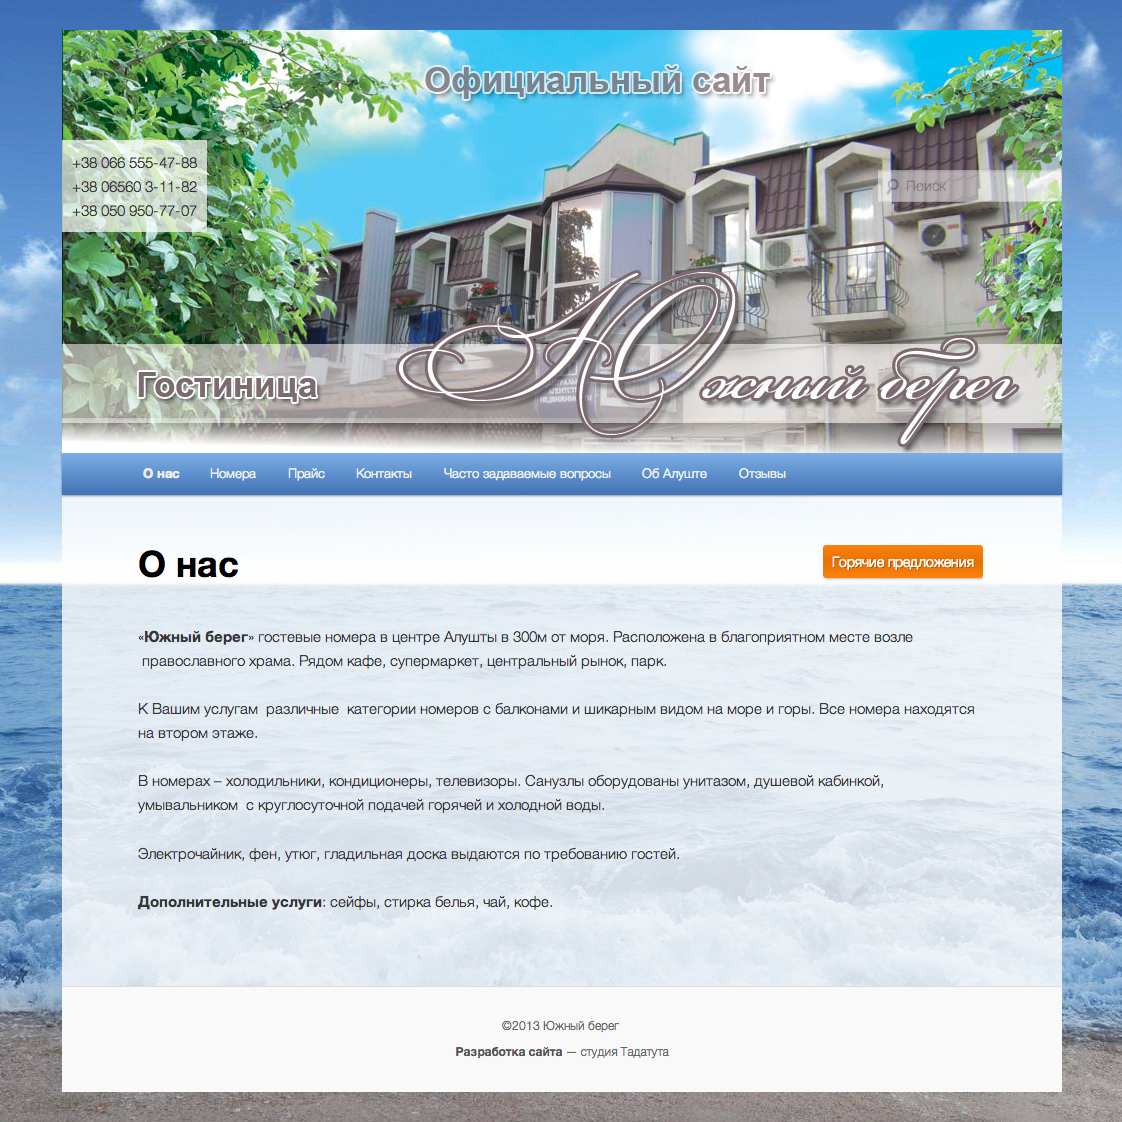 Официальный сайт
+38 066 555-47-88
+38 06560 3-11-82
+38 050 950-77-07
Поиск
Гостиница Южный берег
О нас Номера Прайс Контакты Часто задаваемые вопросы Об Алуште Отзывы
О нас
Горячие предложения
«Южный берег» гостевые номера в центре Алушты в 300м от моря. Расположена в благоприятном месте возле
православного храма. Рядом кафе, супермаркет, центральный рынок, парк.
К Вашим услугам  различные  категории номеров с балконами и шикарным видом на море и горы. Все номера находятся
на втором этаже.
В номерах – холодильники, кондиционеры, телевизоры. Санузлы оборудованы унитазом, душевой кабинкой,
умывальником  с круглосуточной подачей горячей и холодной воды.
Электрочайник, фен, утюг, гладильная доска выдаются по требованию гостей.
Дополнительные услуги: сейфы, стирка белья, чай, кофе.
©2013 Южный берег
Разработка сайта — студия Тадатута